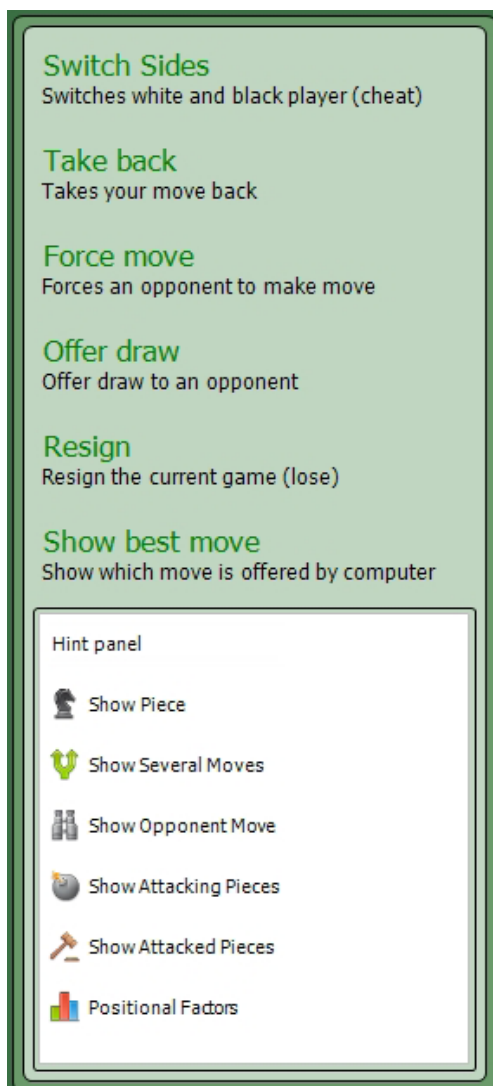 Switch Sides
Switches white and black player (cheat)
Take back
Takes your move back
Force move
Forces an opponent to make move
Offer draw
Offer draw to an opponent
Resign
Resign the current game (lose)
Show best move
Show which move is offered by computer
Hint panel
Show Piece
Show Several Moves
Show Opponent Move
Show Attacking Pieces
Show Attacked Pieces
Positional Factors